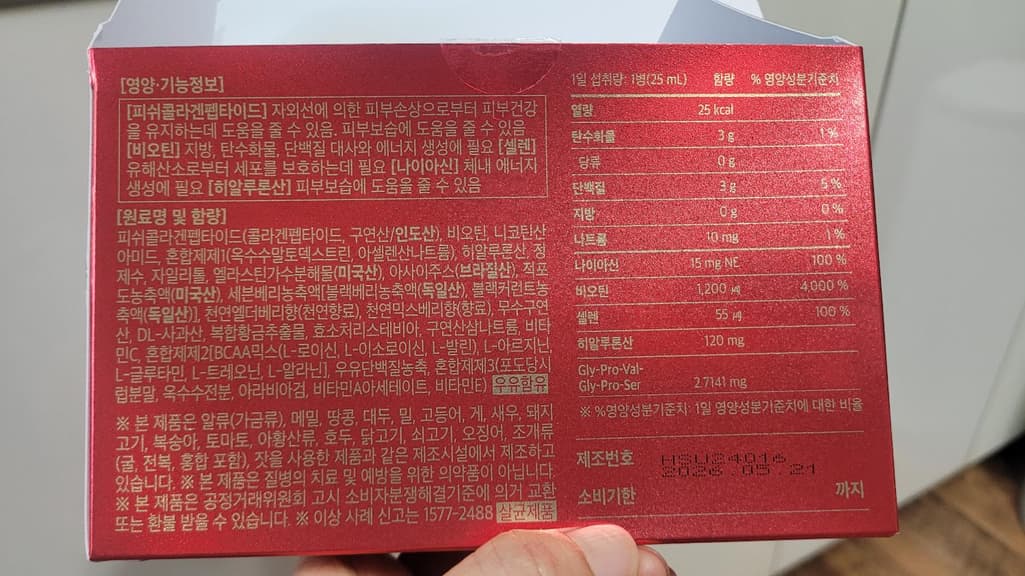 [영양·기능정보]
[피쉬콜라겐펩타이드] 자외선에 의한 피부손상으로부터 피부건강
을 유지하는데 도움을 줄 수 있음. 피부보습에 도움을 줄 수 있음
[비오틴] 지방, 탄수화물, 단백질 대사와 에너지 생성에 필요 [셀렌]
유해산소로부터 세포를 보호하는데 필요 [나이아신] 체내 에너지
생성에 필요 [히알루론산] 피부보습에 도움을 줄 수 있음
[원료명 및 함량]
피쉬콜라겐펩타이드(콜라겐펩타이드, 구연산/인도산), 비오틴, 니코틴산
아미드, 혼합제제1(옥수수말토덱스트린, 아셀렌산나트륨), 히알루론산, 정
제수, 자일리톨, 엘라스틴가수분해물(미국산), 아사이주스(브라질산), 적포
도농축액(미국산), 세븐베리농축액[블랙베리농축액(독일산), 블랙커런트농
축액(독일산)], 천연엘더베리향(천연향료), 천연믹스베리향(향료), 무수구연
산, DL-사과산, 복합황금추출물, 효소처리스테비아, 구연산삼나트륨, 비타
민C, 혼합제제2[BCAA믹스(L-로이신, L-이소로이신, L-발린), L-아르지닌,
L-글루타민, L-트레오닌, L-알라닌], 우유단백질농축, 혼합제제3(포도당시
럽분말, 옥수수전분, 아라비아검, 비타민A아세테이트, 비타민E) 우유함유
※ 본 제품은 알류(가금류), 메밀, 땅콩, 대두, 밀, 고등어, 게, 새우, 돼지
고기, 복숭아, 토마토, 아황산류, 호두, 닭고기, 쇠고기, 오징어, 조개류
(굴, 전복, 홍합 포함), 잣을 사용한 제품과 같은 제조시설에서 제조하고
있습니다. ※ 본 제품은 질병의 치료 및 예방을 위한 의약품이 아닙니다.
※ 본 제품은 공정거래위원회 고시 소비자분쟁해결기준에 의거 교환
또는 환불 받을 수 있습니다. ※ 이상 사례 신고는 1577-2488 살균제품
1일 섭취량: 1병(25 mL) 함량 % 영양성분기준치
열량 25 kcal
탄수화물 3 g 1 %
당류 0 g
단백질 3 g 5 %
지방 0 g 0 %
나트륨 10 mg 1 %
나이아신 15 mg NE 100 %
비오틴 1,200 ㎍ 4,000 %
셀렌 55 ㎍ 100 %
히알루론산 120 mg
Gly-Pro-Val-
Gly-Pro-Ser 2.7141 mg
※ %영양성분기준치: 1일 영양성분기준치에 대한 비율
제조번호 HSU24016
2026.05.21
소비기한 까지